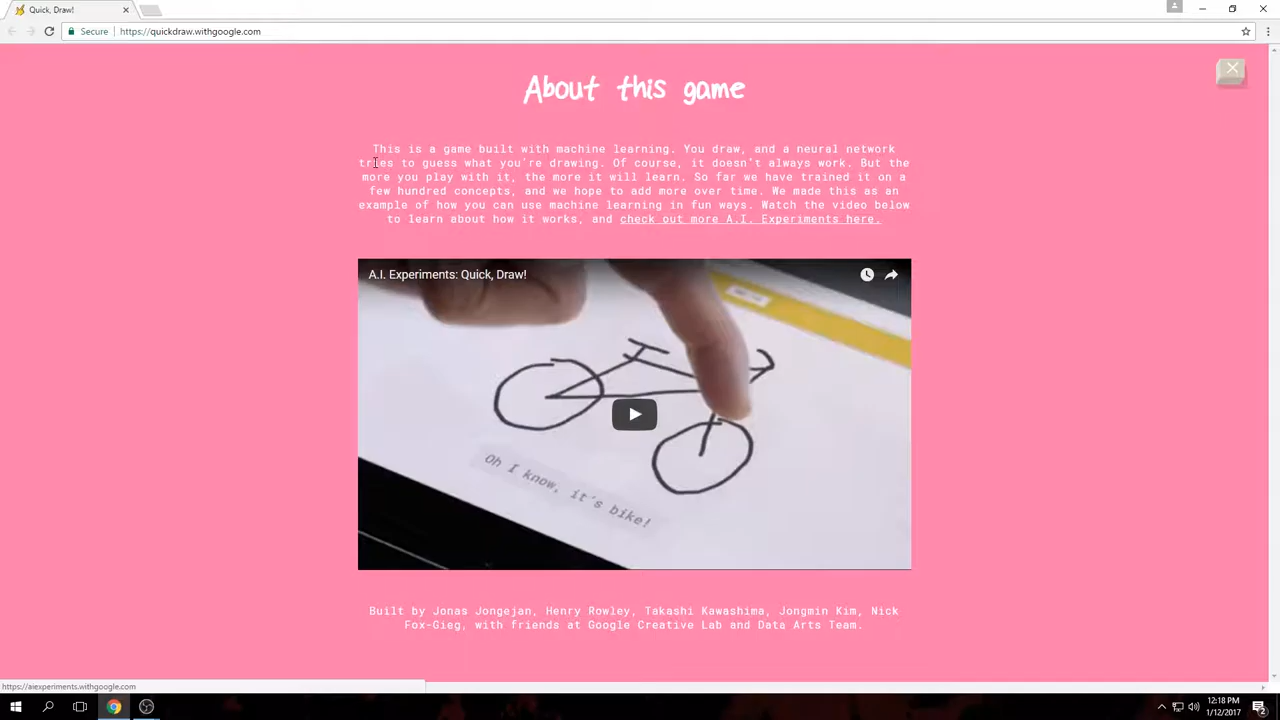 Quick, Draw!
Secure
https://quickdraw.withgoogle.com
About this game
This is a game built with machine learning. You draw, and a neural network
tries to guess what you're drawing. Of course, it doesn't always work. But the
more you play with it, the more it will learn. So far we have trained it on a
few hundred concepts, and we hope to add more over time. We made this as an
example of how you can use machine learning in fun ways. Watch the video below
to learn about how it works, and check out more A.I. Experiments here.
A.I. Experiments: Quick, Draw!
Oh I know, it's bike!
Built by Jonas Jongejan, Henry Rowley, Takashi Kawashima, Jongmin Kim, Nick
Fox-Gieg, with friends at Google Creative Lab and Data Arts Team.
https://aiexperiments.withgoogle.com
12:18 PM
1/12/2017
2